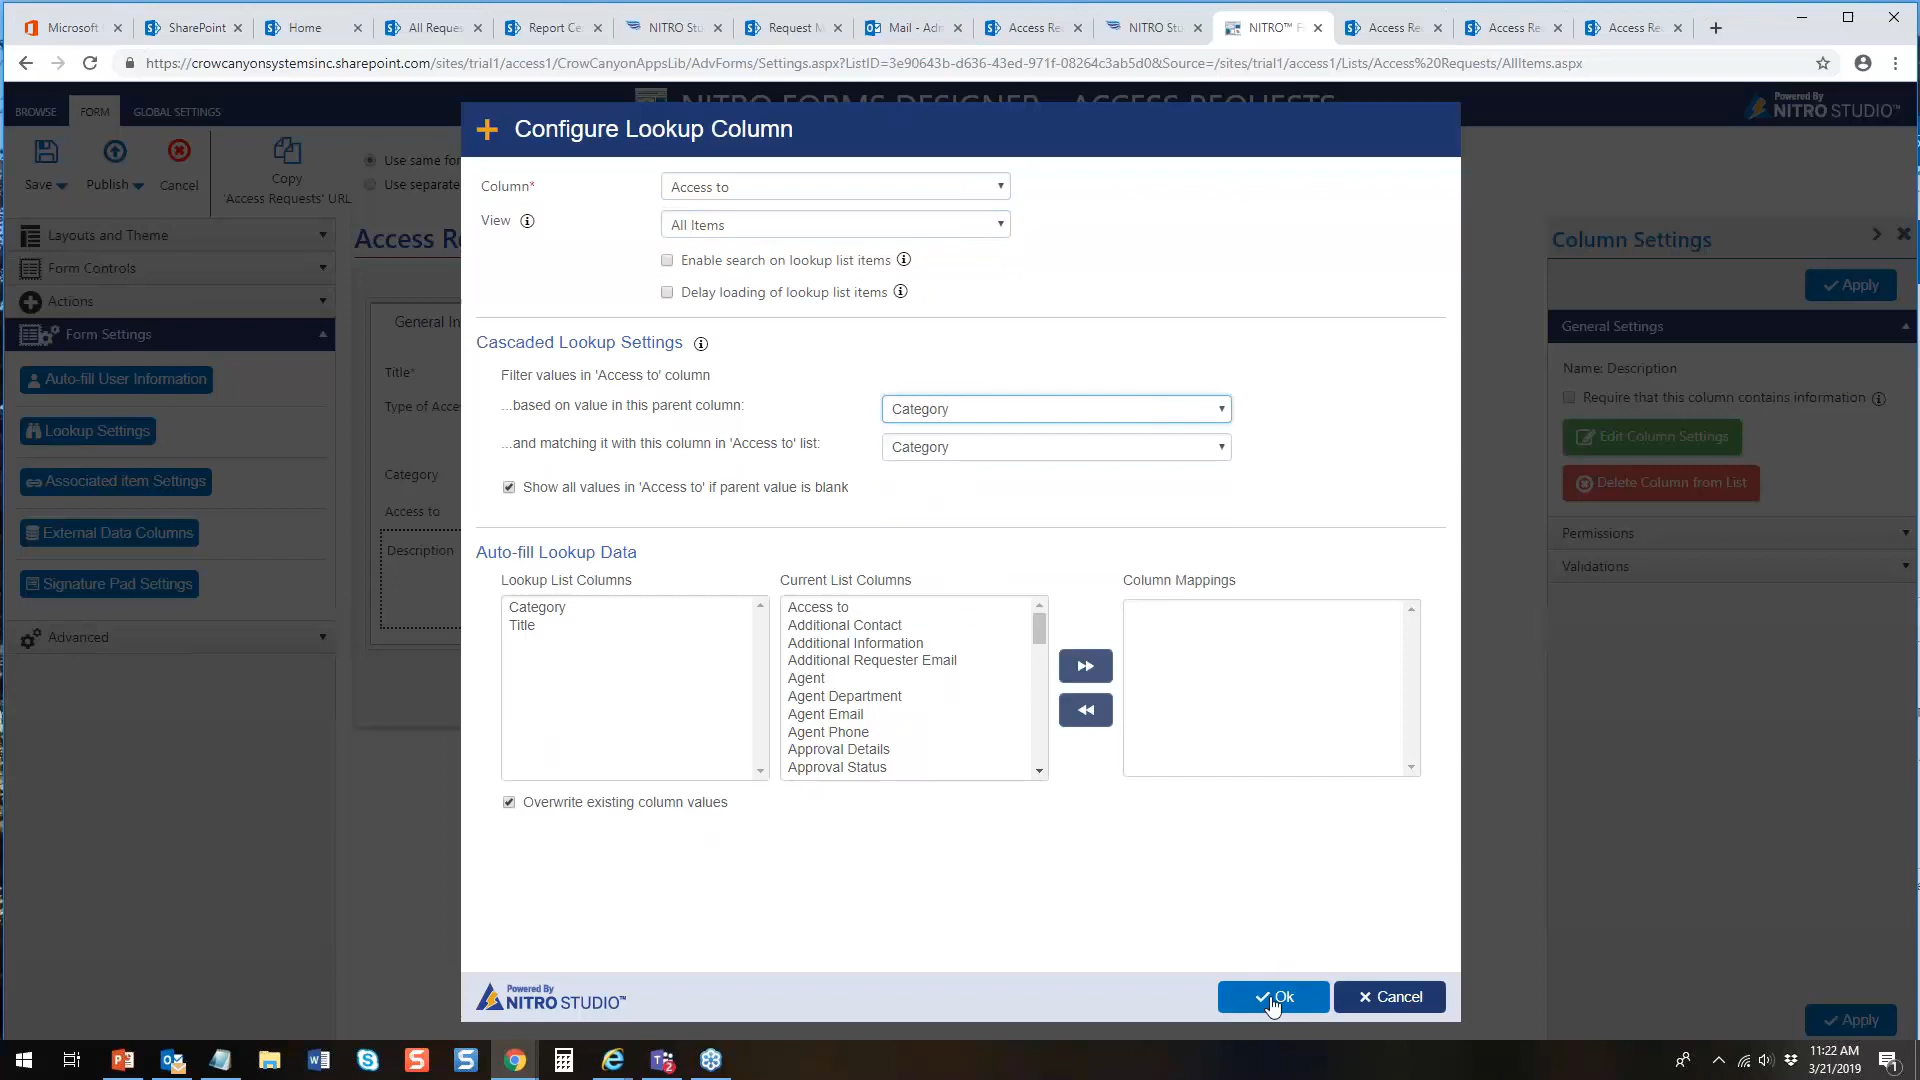 Microsoft
SharePoint
Home
All Reques
Report Ce
NITRO Stu
Request M
Mail - Adm
Access Re
NITRO Stu
NITRO™ F
Access Re
Access Re
Access Re
https://crowcanyonsystemsinc.sharepoint.com/sites/trial1/access1/CrowCanyonAppsLib/AdvForms/Settings.aspx?ListID=3e90643b-d636-43ed-971f-08264c3ab5d0&Source=/sites/trial1/access1/Lists/Access%20Requests/AllItems.aspx
BROWSE
FORM
GLOBAL SETTINGS
NITRO FORMS DESIGNER - ACCESS REQUESTS
Powered By
NITRO STUDIO™
Save
Publish
Cancel
Copy
'Access Requests' URL
Use same for
Use separate
Layouts and Theme
Form Controls
Actions
Form Settings
Auto-fill User Information
Lookup Settings
Associated item Settings
External Data Columns
Signature Pad Settings
Advanced
Access R
General In
Title*
Type of Acce
Category
Access to
Description
Configure Lookup Column
Column*
Access to
View
All Items
Enable search on lookup list items
Delay loading of lookup list items
Cascaded Lookup Settings
Filter values in 'Access to' column
...based on value in this parent column:
Category
...and matching it with this column in 'Access to' list:
Category
Show all values in 'Access to' if parent value is blank
Auto-fill Lookup Data
Lookup List Columns
Current List Columns
Column Mappings
Category
Title
Access to
Additional Contact
Additional Information
Additional Requester Email
Agent
Agent Department
Agent Email
Agent Phone
Approval Details
Approval Status
Overwrite existing column values
Powered By
NITRO STUDIO™
Ok
Cancel
Column Settings
Apply
General Settings
Name: Description
Require that this column contains information
Edit Column Settings
Delete Column from List
Permissions
Validations
Apply
11:22 AM
3/21/2019